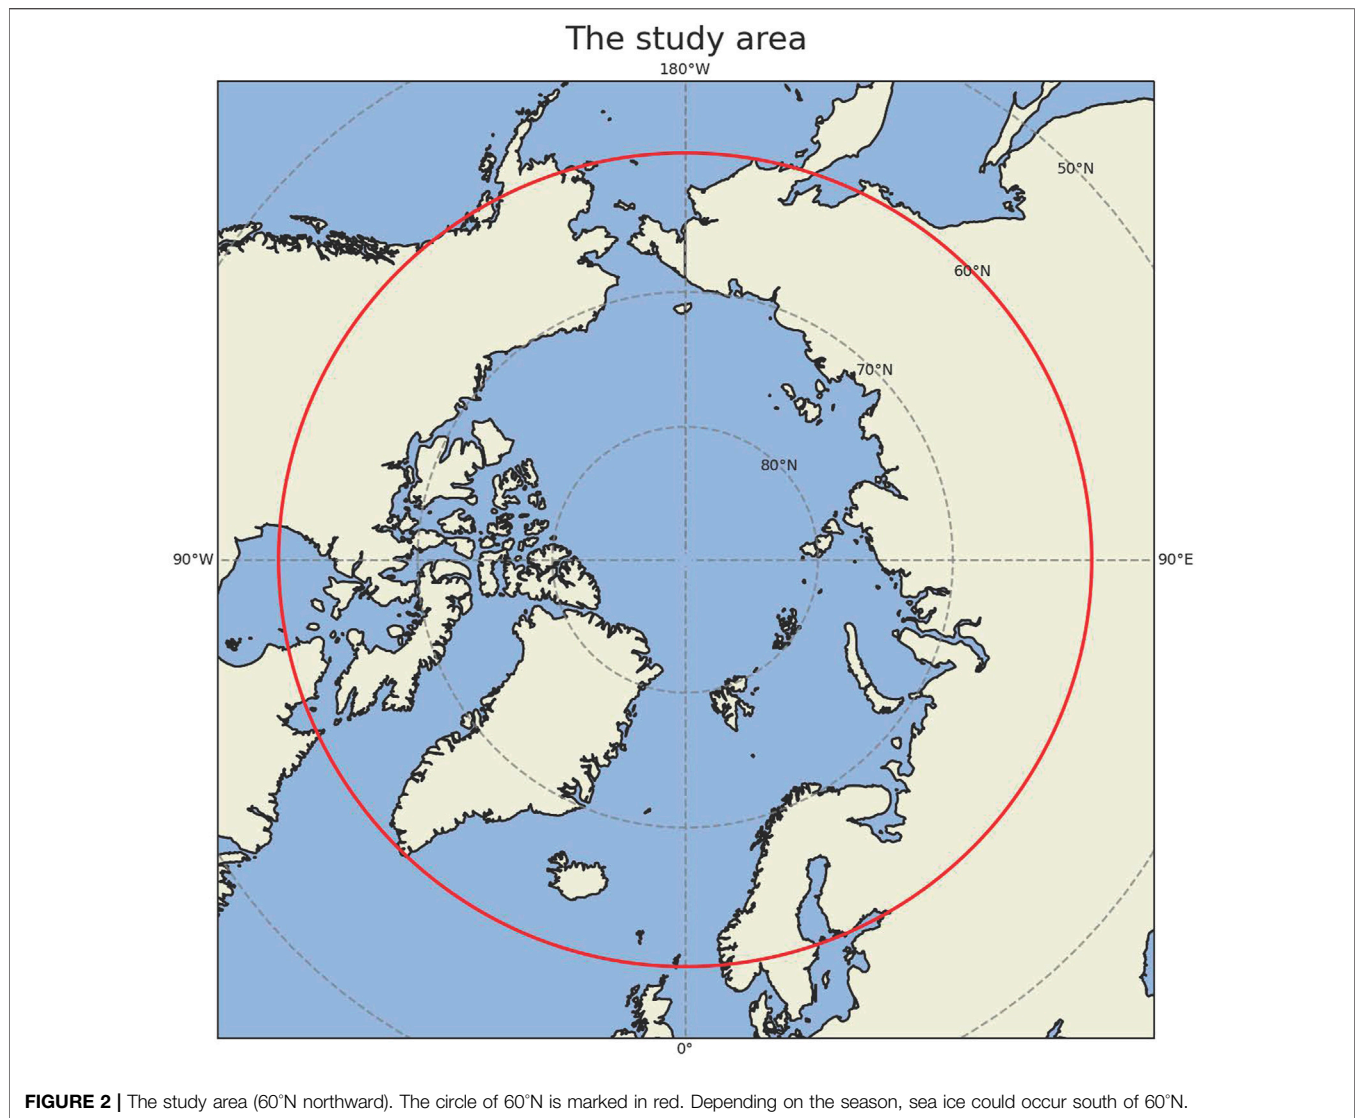 The study area
180°W
50°N
60°N
70°N
80°N
90°W
90°E
0°
FIGURE 2 | The study area (60°N northward). The circle of 60°N is marked in red. Depending on the season, sea ice could occur south of 60°N.